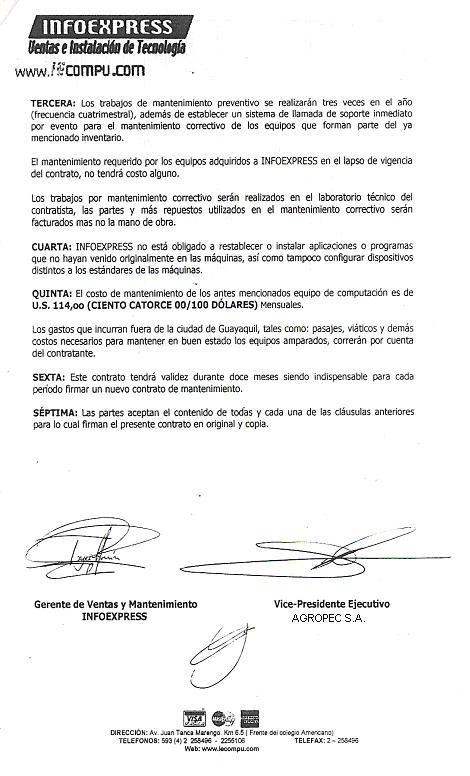 INFOEXPRESS
Ventas e Instalación de Tecnología
www.iecompu.com
TERCERA: Los trabajos de mantenimiento preventivo se realizarán tres veces en el año
(frecuencia cuatrimestral), además de establecer un sistema de llamada de soporte inmediato
por evento para el mantenimiento correctivo de los equipos que forman parte del ya
mencionado inventario.
El mantenimiento requerido por los equipos adquiridos a INFOEXPRESS en el lapso de vigencia
del contrato, no tendrá costo alguno.
Los trabajos por mantenimiento correctivo serán realizados en el laboratorio técnico del
contratista, las partes y más repuestos utilizados en el mantenimiento correctivo serán
facturados mas no la mano de obra.
CUARTA: INFOEXPRESS no está obligado a restablecer o instalar aplicaciones o programas
que no hayan venido originalmente en las máquinas, así como tampoco configurar dispositivos
distintos a los estándares de las máquinas.
QUINTA: El costo de mantenimiento de los antes mencionados equipo de computación es de
U.S. 114,oo (CIENTO CATORCE 00/100 DÓLARES) Mensuales.
Los gastos que incurran fuera de la ciudad de Guayaquil, tales como: pasajes, viáticos y demás
costos necesarios para mantener en buen estado los equipos amparados, correrán por cuenta
del contratante.
SEXTA: Este contrato tendrá validez durante doce meses siendo indispensable para cada
período firmar un nuevo contrato de mantenimiento.
SÉPTIMA: Las partes aceptan el contenido de todas y cada una de las cláusulas anteriores
para lo cual firman el presente contrato en original y copia.
Gerente de Ventas y Mantenimiento
INFOEXPRESS
Vice-Presidente Ejecutivo
AGROPEC S.A.
VISA
DIRECCIÓN: Av. Juan Tanca Marengo. Km 6.5 ( Frente del colegio Americano)
TELEFONOS: 593 (4) 2 258496 - 2255106 TELEFAX: 2 – 258496
Web: www.iecompu.com